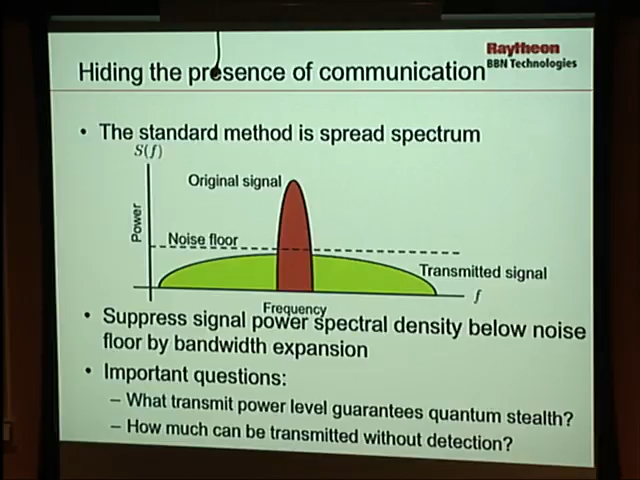 Raytheon
BBN Technologies
Hiding the presence of communication
• The standard method is spread spectrum
S(f)
Original signal
Power
Noise floor
Transmitted signal
f
Frequency
• Suppress signal power spectral density below noise
floor by bandwidth expansion
• Important questions:
– What transmit power level guarantees quantum stealth?
– How much can be transmitted without detection?